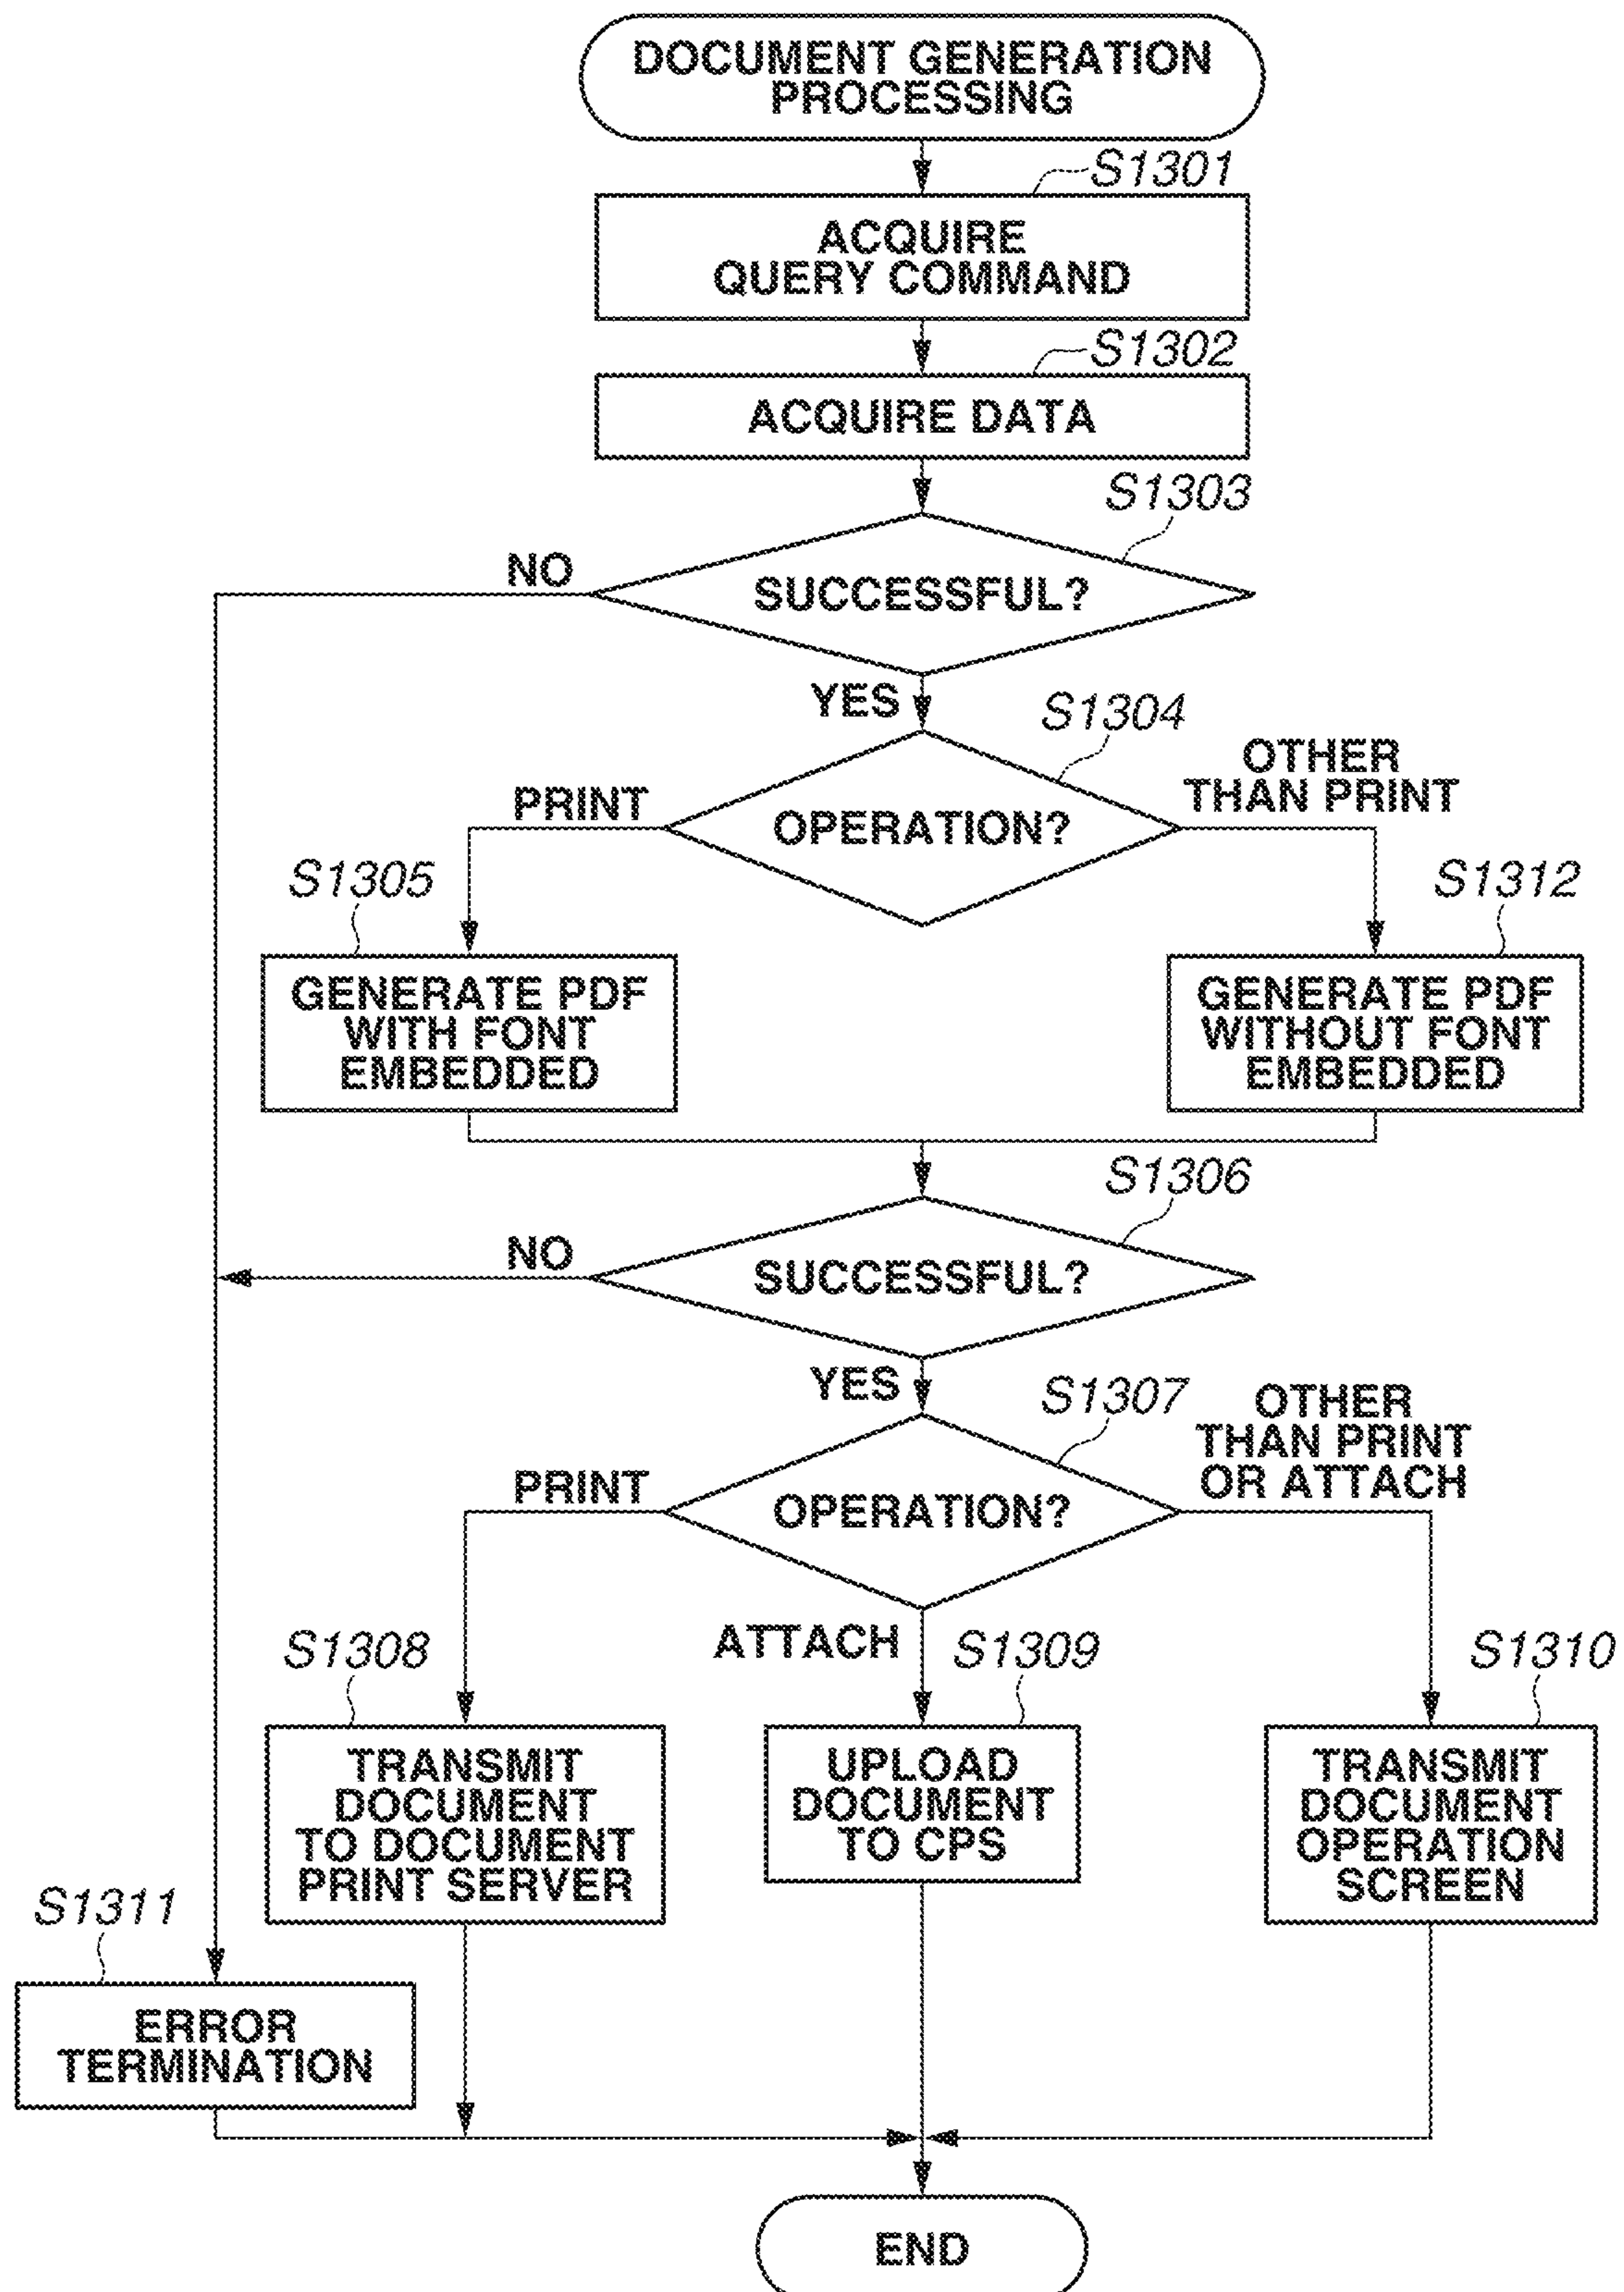 DOCUMENT GENERATION
PROCESSING
S1301
ACQUIRE
QUERY COMMAND
S1302
ACQUIRE DATA
S1303
NO
SUCCESSFUL?
YES
S1304
OTHER
THAN PRINT
PRINT
OPERATION?
S1305
S1312
GENERATE PDF
WITH FONT
EMBEDDED
GENERATE PDF
WITHOUT FONT
EMBEDDED
S1306
NO
SUCCESSFUL?
YES
S1307
OTHER
THAN PRINT
OR ATTACH
PRINT
OPERATION?
ATTACH
S1308
S1309
S1310
TRANSMIT
DOCUMENT
TO DOCUMENT
PRINT SERVER
UPLOAD
DOCUMENT
TO CPS
TRANSMIT
DOCUMENT
OPERATION
SCREEN
S1311
ERROR
TERMINATION
END